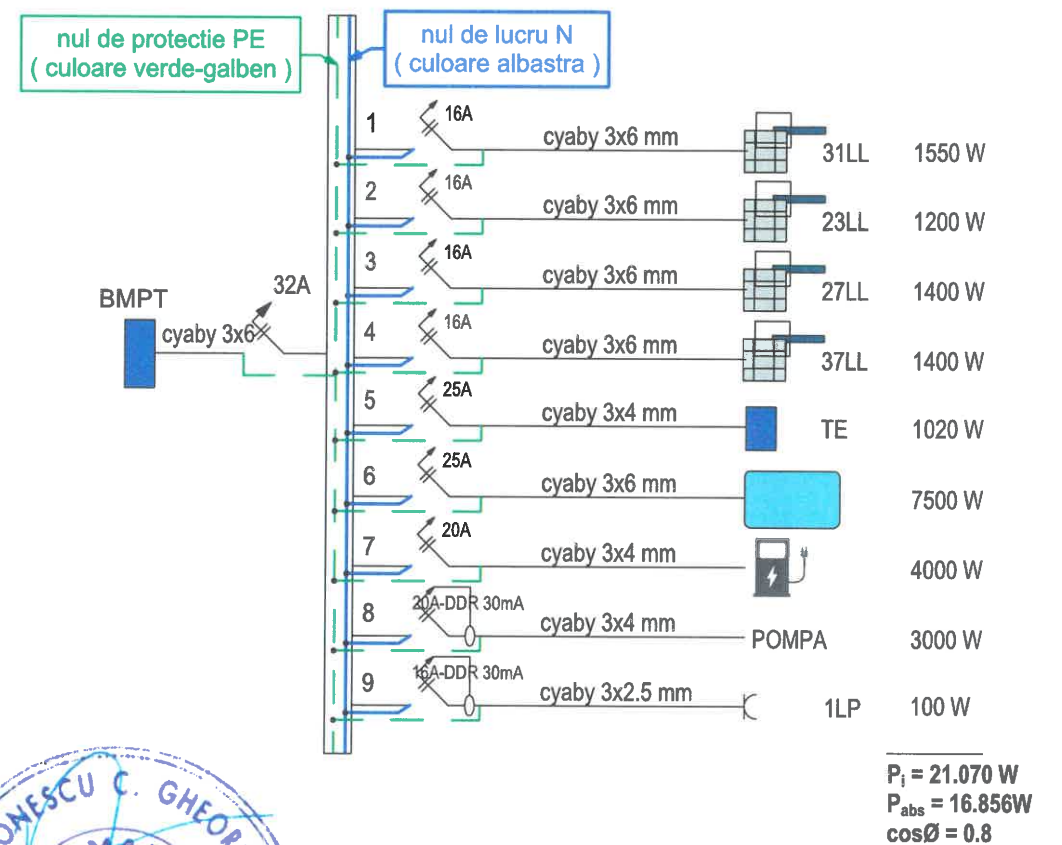 nul de protectie PE
( culoare verde-galben )
nul de lucru N
( culoare albastra )
BMPT
cyaby 3x6
32A
1 16A cyaby 3x6 mm 31LL 1550 W
2 16A cyaby 3x6 mm 23LL 1200 W
3 16A cyaby 3x6 mm 27LL 1400 W
4 16A cyaby 3x6 mm 37LL 1400 W
5 25A cyaby 3x4 mm TE 1020 W
6 25A cyaby 3x6 mm 7500 W
7 20A cyaby 3x4 mm 4000 W
8 20A-DDR 30mA cyaby 3x4 mm POMPA 3000 W
9 16A-DDR 30mA cyaby 3x2.5 mm 1LP 100 W
Pi = 21.070 W
Pabs = 16.856W
cosØ = 0.8
C.